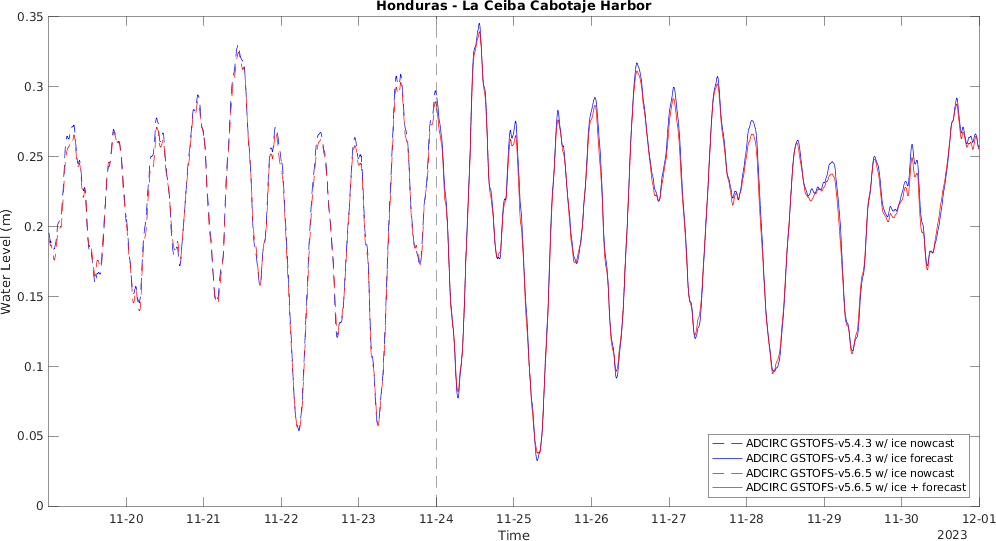 Honduras - La Ceiba Cabotaje Harbor
0.35
0.3
0.25
0.2
0.15
0.1
0.05
0
Water Level (m)
11-20 11-21 11-22 11-23 11-24 11-25 11-26 11-27 11-28 11-29 11-30 12-01
Time
2023
ADCIRC GSTOFS-v5.4.3 w/ ice nowcast
ADCIRC GSTOFS-v5.4.3 w/ ice forecast
ADCIRC GSTOFS-v5.6.5 w/ ice nowcast
ADCIRC GSTOFS-v5.6.5 w/ ice + forecast